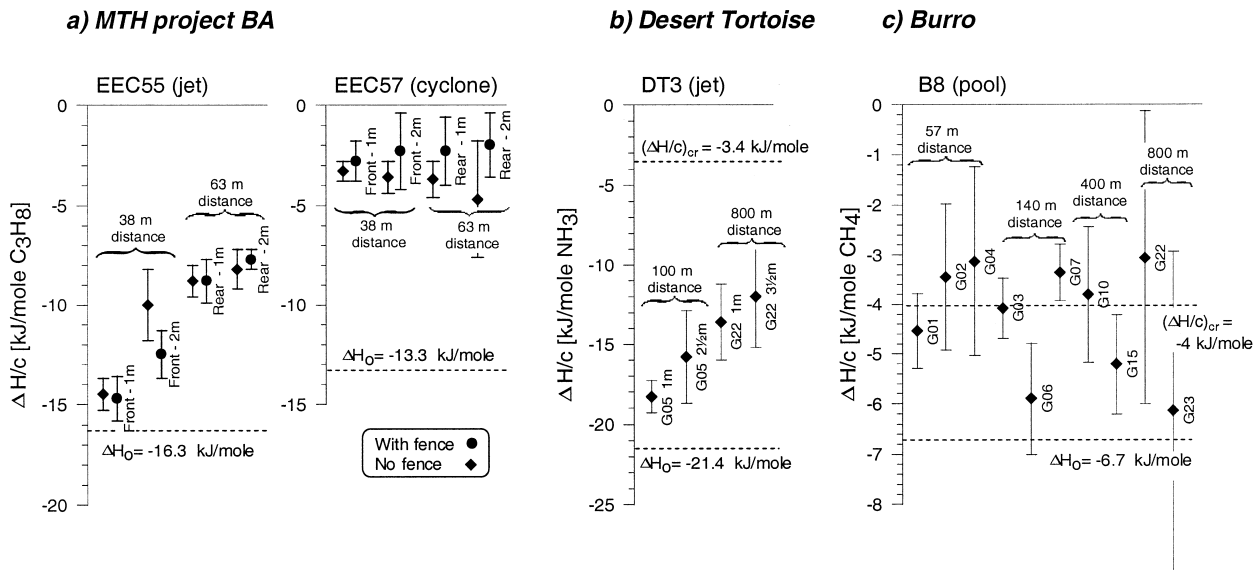 a) MTH project BA
b) Desert Tortoise
c) Burro
EEC55 (jet)
EEC57 (cyclone)
DT3 (jet)
B8 (pool)
ΔH/c [kJ/mole C3H8]
0
-5
-10
-15
-20
38 m
distance
63 m
distance
Front - 1m
Front - 2m
Rear - 1m
Rear - 2m
ΔHo= -16.3 kJ/mole
0
-5
-10
-15
Front - 1m
Front - 2m
Rear - 1m
Rear - 2m
38 m
distance
63 m
distance
ΔHo= -13.3 kJ/mole
With fence
No fence
ΔH/c [kJ/mole NH3]
0
-5
-10
-15
-20
-25
(ΔH/c)cr = -3.4 kJ/mole
100 m
distance
800 m
distance
G05 1m
G05 2½m
G22 1m
G22 3½m
ΔHo= -21.4 kJ/mole
ΔH/c [kJ/mole CH4]
0
-1
-2
-3
-4
-5
-6
-7
-8
57 m
distance
140 m
distance
400 m
distance
800 m
distance
G01
G02
G04
G03
G06
G07
G10
G15
G22
G23
(ΔH/c)cr =
-4 kJ/mole
ΔHo= -6.7 kJ/mole